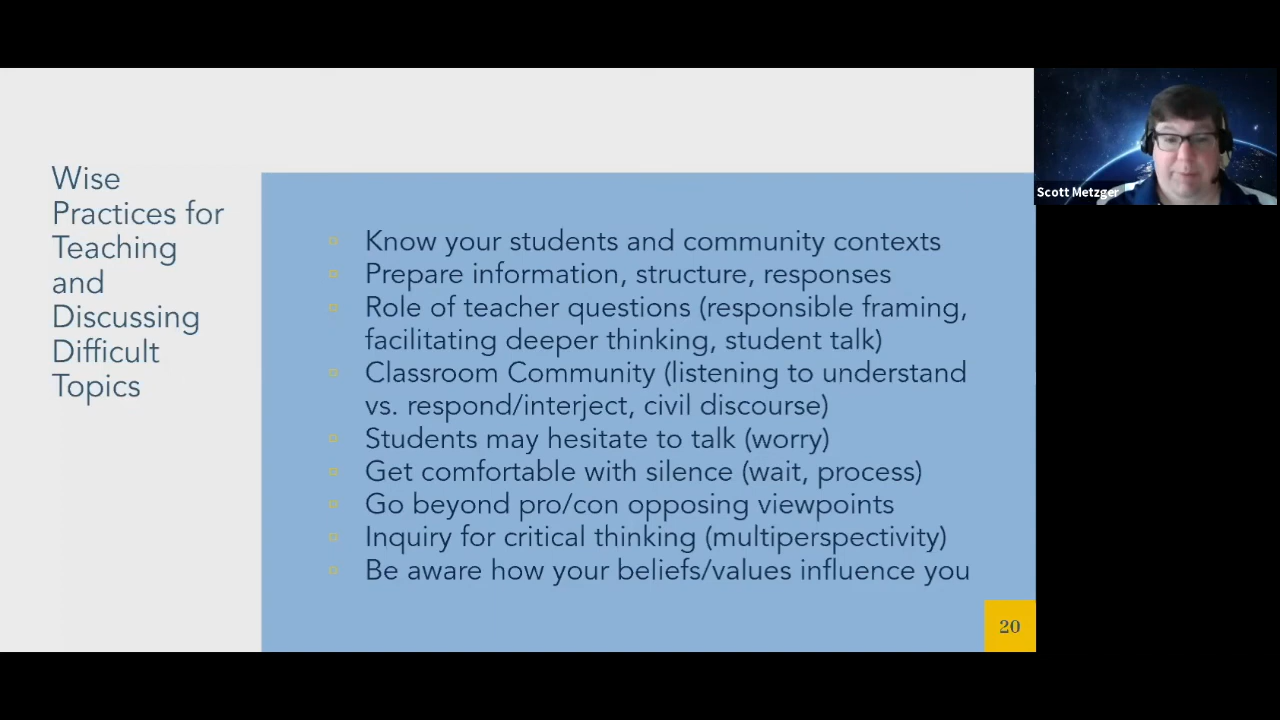 Wise
Practices for
Teaching
and
Discussing
Difficult
Topics
Know your students and community contexts
Prepare information, structure, responses
Role of teacher questions (responsible framing,
facilitating deeper thinking, student talk)
Classroom Community (listening to understand
vs. respond/interject, civil discourse)
Students may hesitate to talk (worry)
Get comfortable with silence (wait, process)
Go beyond pro/con opposing viewpoints
Inquiry for critical thinking (multiperspectivity)
Be aware how your beliefs/values influence you
20
Scott Metzger